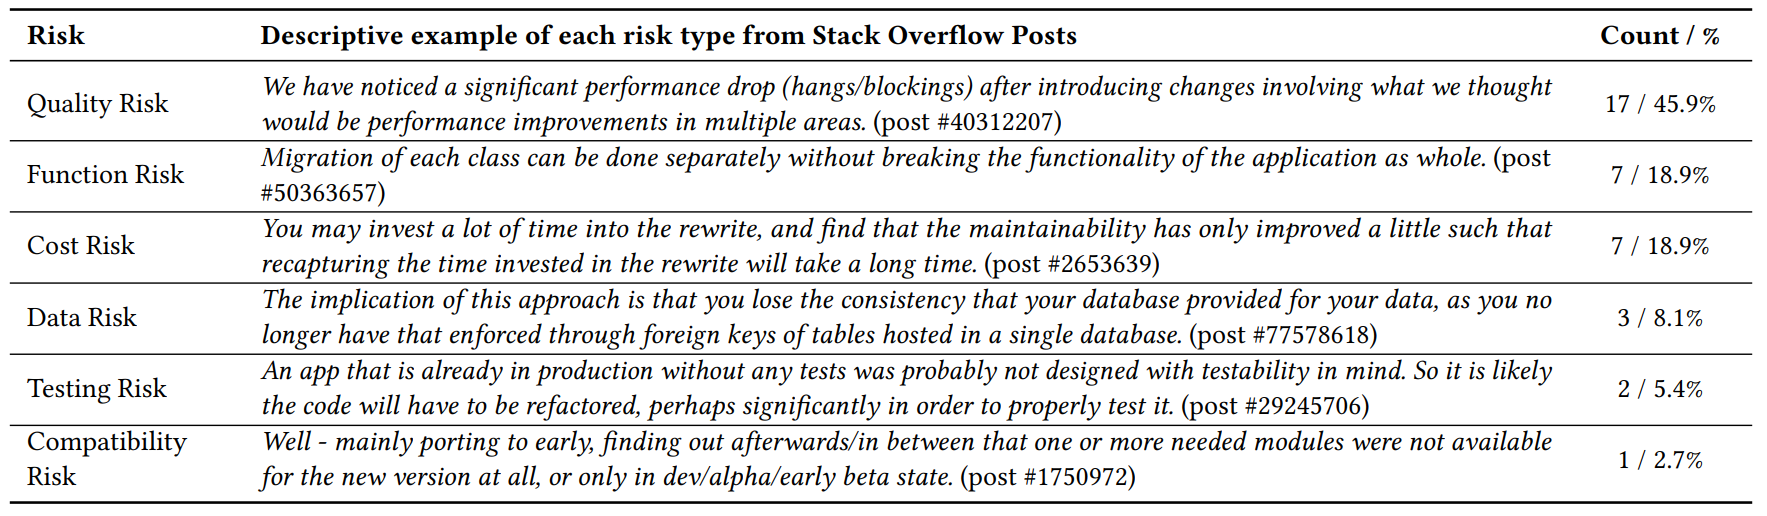 Risk Descriptive example of each risk type from Stack Overflow Posts Count / %
We have noticed a significant performance drop (hangs/blockings) after introducing changes involving what we thought
Quality Risk 17 / 45.9%
would be performance improvements in multiple areas. (post #40312207)
Migration of each class can be done separately without breaking the functionality of the application as whole. (post
Function Risk 7 / 18.9%
#50363657)
You may invest a lot of time into the rewrite, and find that the maintainability has only improved a little such that
Cost Risk 7 / 18.9%
recapturing the time invested in the rewrite will take a long time. (post #2653639)
The implication of this approach is that you lose the consistency that your database provided for your data, as you no
Data Risk 3 / 8.1%
longer have that enforced through foreign keys of tables hosted in a single database. (post #77578618)
An app that is already in production without any tests was probably not designed with testability in mind. So it is likely
Testing Risk 2 / 5.4%
the code will have to be refactored, perhaps significantly in order to properly test it. (post #29245706)
Compatibility Well - mainly porting to early, finding out afterwards/in between that one or more needed modules were not available
1 / 2.7%
Risk for the new version at all, or only in dev/alpha/early beta state. (post #1750972)